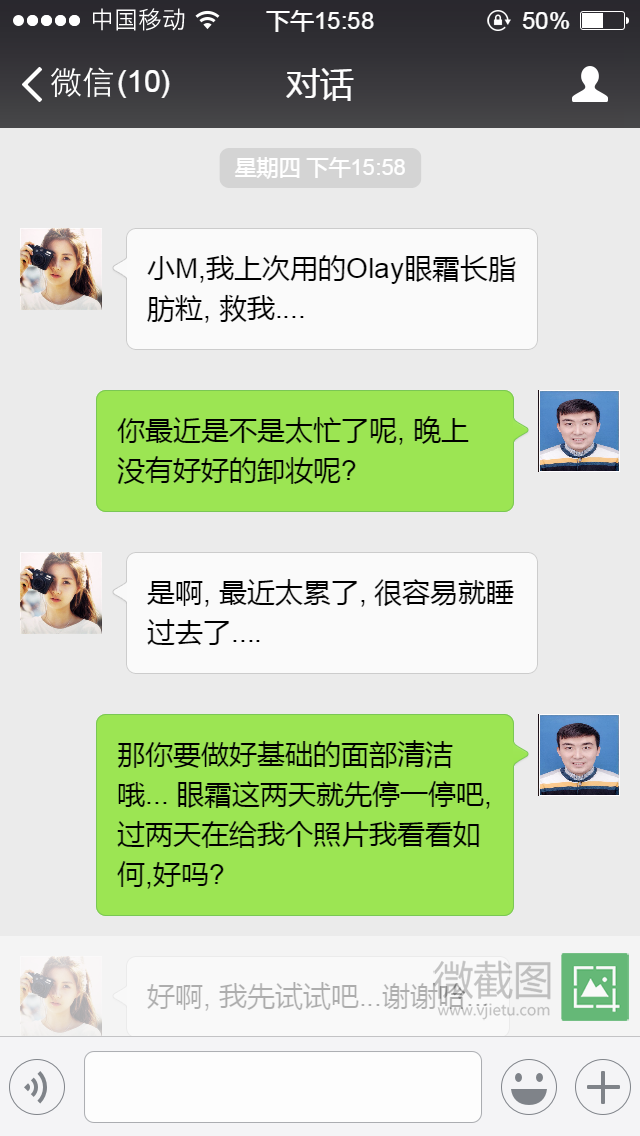 中国移动 下午15:58 50%
微信(10) 对话
星期四 下午15:58
小M,我上次用的Olay眼霜长脂
肪粒, 救我....
你最近是不是太忙了呢, 晚上
没有好好的卸妆呢?
是啊, 最近太累了, 很容易就睡
过去了....
那你要做好基础的面部清洁
哦... 眼霜这两天就先停一停吧,
过两天在给我个照片我看看如
何,好吗?
好啊, 我先试试吧...谢谢哈....
微截图
www.vjietu.com